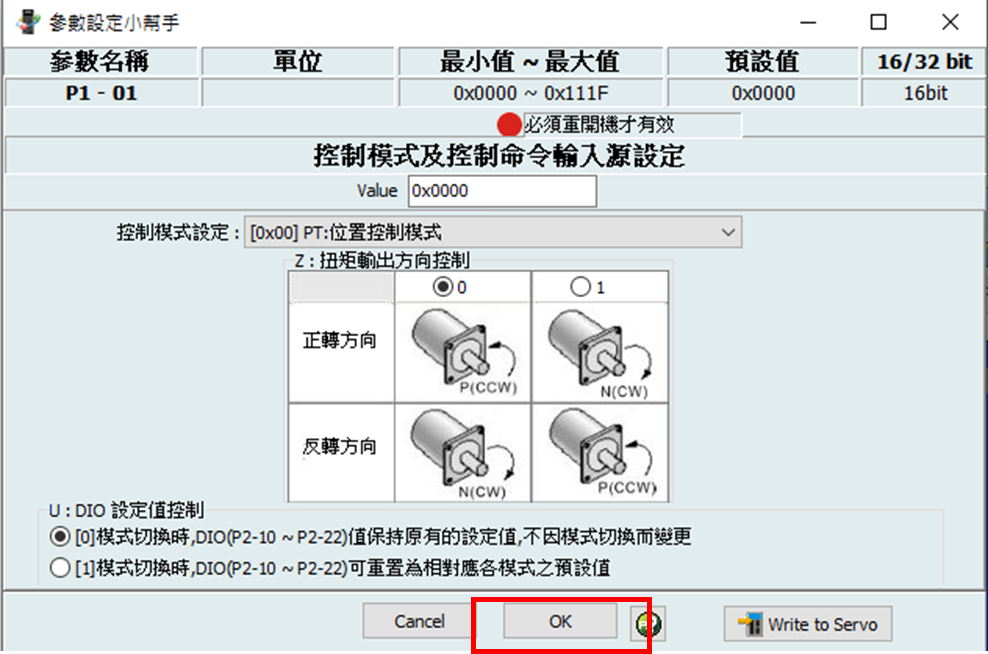 參數設定小幫手
參數名稱 單位 最小值 ~ 最大值 預設值 16/32 bit
P1 - 01 0x0000 ~ 0x111F 0x0000 16bit
必須重開機才有效
控制模式及控制命令輸入源設定
Value 0x0000
控制模式設定 : [0x00] PT:位置控制模式
Z : 扭矩輸出方向控制
0 1
正轉方向
P(CCW) N(CW)
反轉方向
N(CW) P(CCW)
U : DIO 設定值控制
[0]模式切換時,DIO(P2-10 ~ P2-22)值保持原有的設定值,不因模式切換而變更
[1]模式切換時,DIO(P2-10 ~ P2-22)可重置為相對應各模式之預設值
Cancel OK Write to Servo